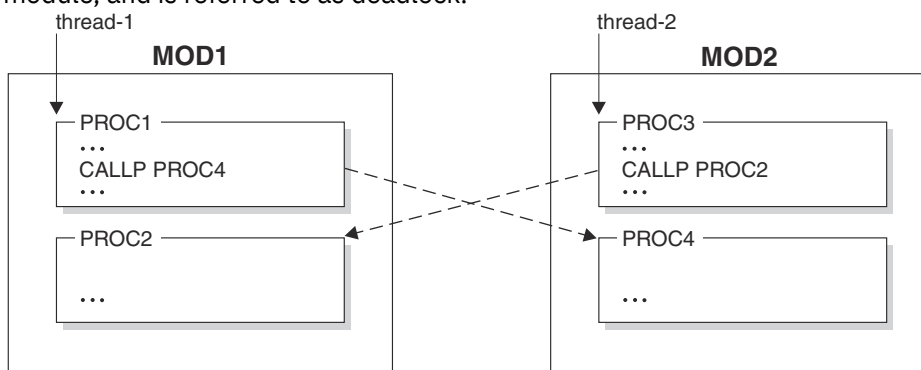 module, and is referred to as deadlock.
thread-1
thread-2
MOD1
MOD2
PROC1
...
CALLP PROC4
...
PROC2
...
PROC3
...
CALLP PROC2
...
PROC4
...